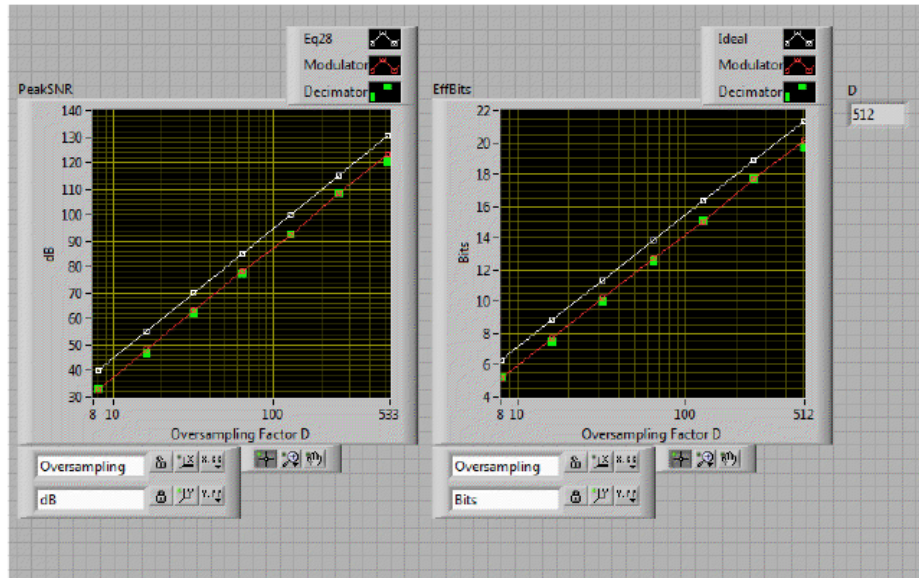 Eq28
Modulator
Decimator
PeakSNR
140
130
120
110
100
90
80
70
60
50
40
30
dB
8 10 100 533
Oversampling Factor D
Oversampling
dB
Ideal
Modulator
Decimator
EffBits
22
20
18
16
14
12
10
8
6
4
Bits
8 10 100 512
Oversampling Factor D
Oversampling
Bits
D
512